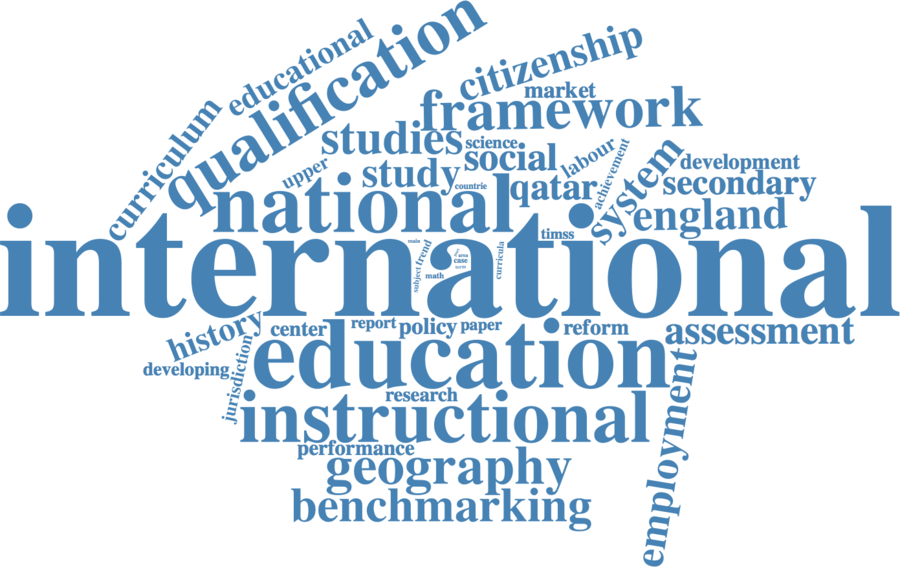 educational
qualification
citizenship
market
framework
curriculum
studies
science
social
labour
achievement
system
development
upper
study
countrie
qatar
secondary
national
england
timss
international
main
trend
subject
area
case
term
math
curricula
history
center
report
policy
paper
reform
assessment
developing
jurisdiction
education
employment
research
instructional
performance
geography
benchmarking